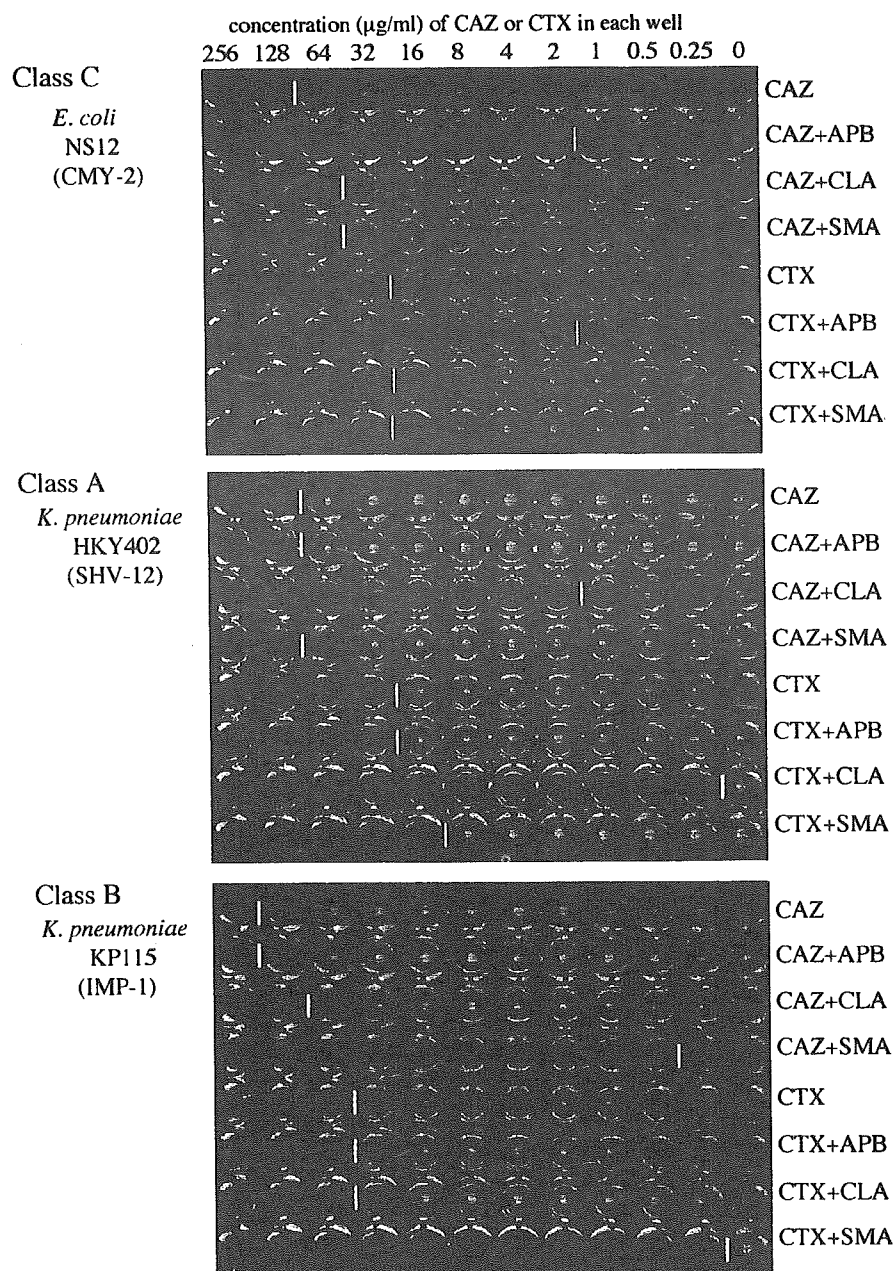 concentration (µg/ml) of CAZ or CTX in each well
256 128 64 32 16 8 4 2 1 0.5 0.25 0
Class C
E. coli
NS12
(CMY-2)
CAZ
CAZ+APB
CAZ+CLA
CAZ+SMA
CTX
CTX+APB
CTX+CLA
CTX+SMA
Class A
K. pneumoniae
HKY402
(SHV-12)
CAZ
CAZ+APB
CAZ+CLA
CAZ+SMA
CTX
CTX+APB
CTX+CLA
CTX+SMA
Class B
K. pneumoniae
KP115
(IMP-1)
CAZ
CAZ+APB
CAZ+CLA
CAZ+SMA
CTX
CTX+APB
CTX+CLA
CTX+SMA